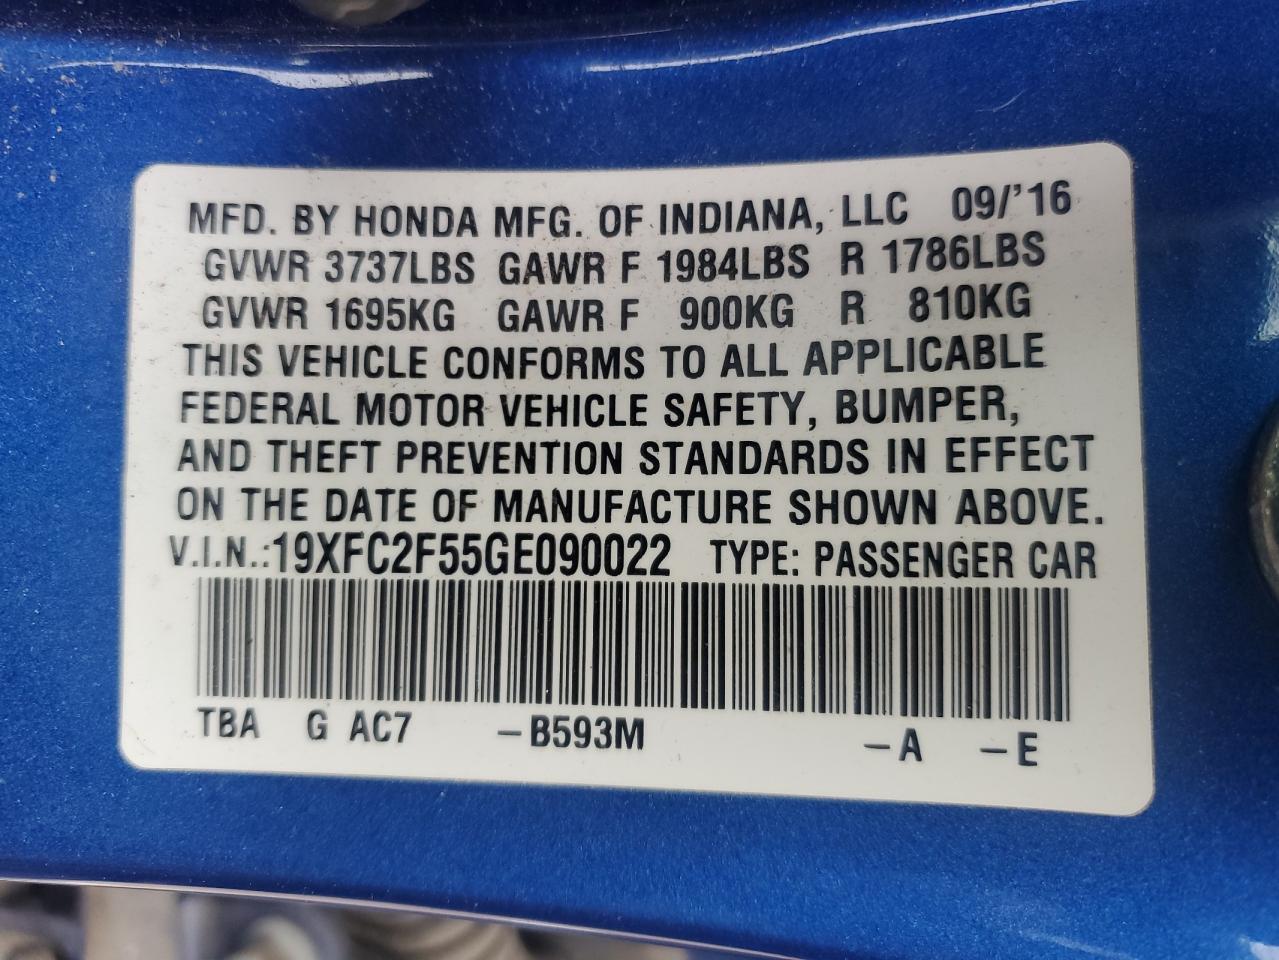 MFD. BY HONDA MFG. OF INDIANA, LLC 09/'16
GVWR 3737LBS GAWR F 1984LBS R 1786LBS
GVWR 1695KG GAWR F 900KG R 810KG
THIS VEHICLE CONFORMS TO ALL APPLICABLE
FEDERAL MOTOR VEHICLE SAFETY, BUMPER,
AND THEFT PREVENTION STANDARDS IN EFFECT
ON THE DATE OF MANUFACTURE SHOWN ABOVE.
V.I.N.:19XFC2F55GE090022 TYPE: PASSENGER CAR
TBA G AC7 –B593M –A –E